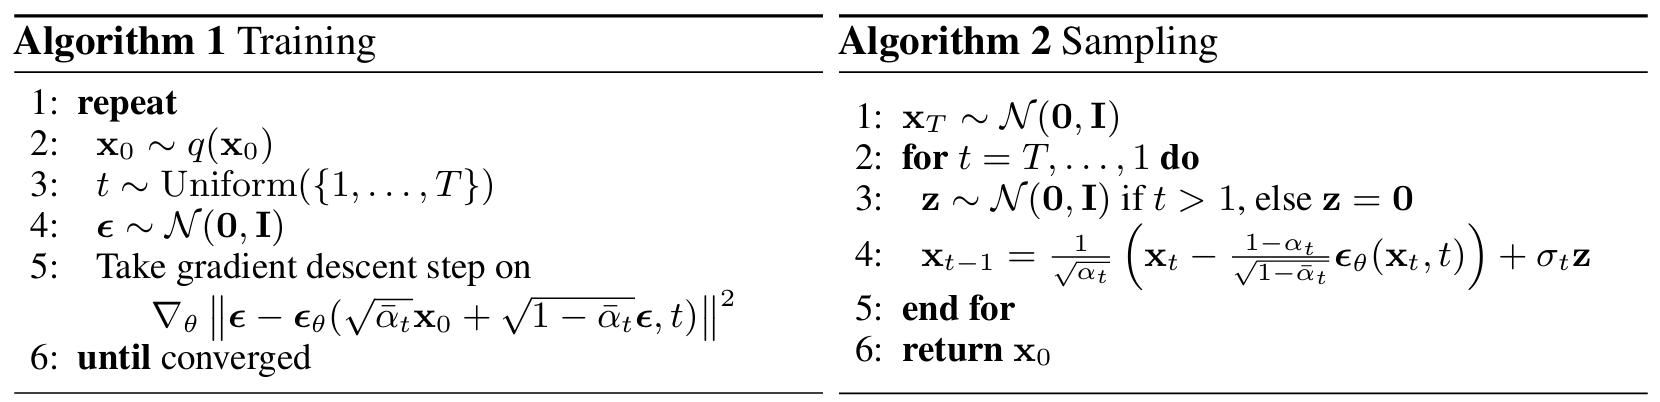 Algorithm 1 Training
1: repeat
2: x₀ ∼ q(x₀)
3: t ∼ Uniform({1, . . . , T})
4: ϵ ∼ 𝒩(0, I)
5: Take gradient descent step on
∇_θ ‖ϵ − ϵ_θ(√ᾱ_t x₀ + √(1 − ᾱ_t) ϵ, t)‖²
6: until converged
Algorithm 2 Sampling
1: x_T ∼ 𝒩(0, I)
2: for t = T, . . . , 1 do
3: z ∼ 𝒩(0, I) if t > 1, else z = 0
4: x_{t−1} = 1/√α_t (x_t − (1−α_t)/√(1−ᾱ_t) ϵ_θ(x_t, t)) + σ_t z
5: end for
6: return x₀